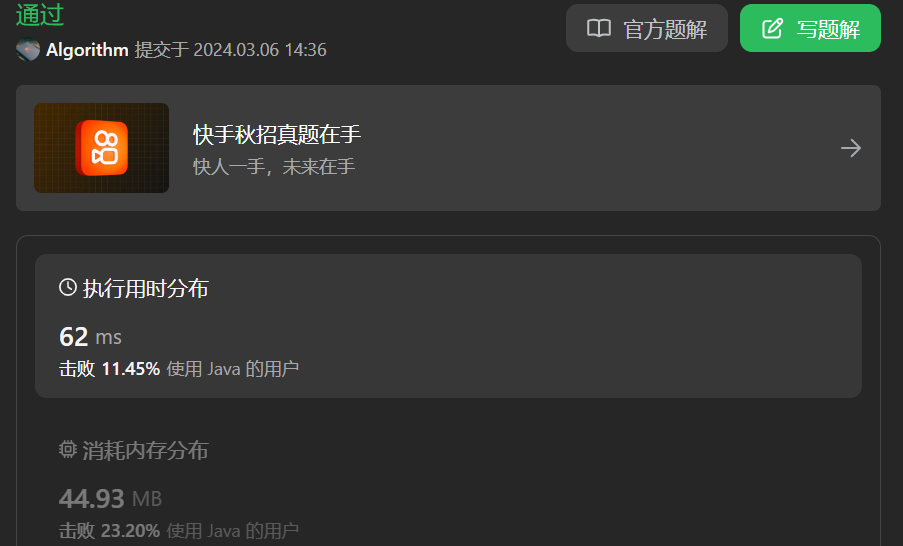 通过
Algorithm 提交于 2024.03.06 14:36
官方题解
写题解
快手秋招真题在手
快人一手，未来在手
执行用时分布
62 ms
击败 11.45% 使用 Java 的用户
消耗内存分布
44.93 MB
击败 23.20% 使用 Java 的用户